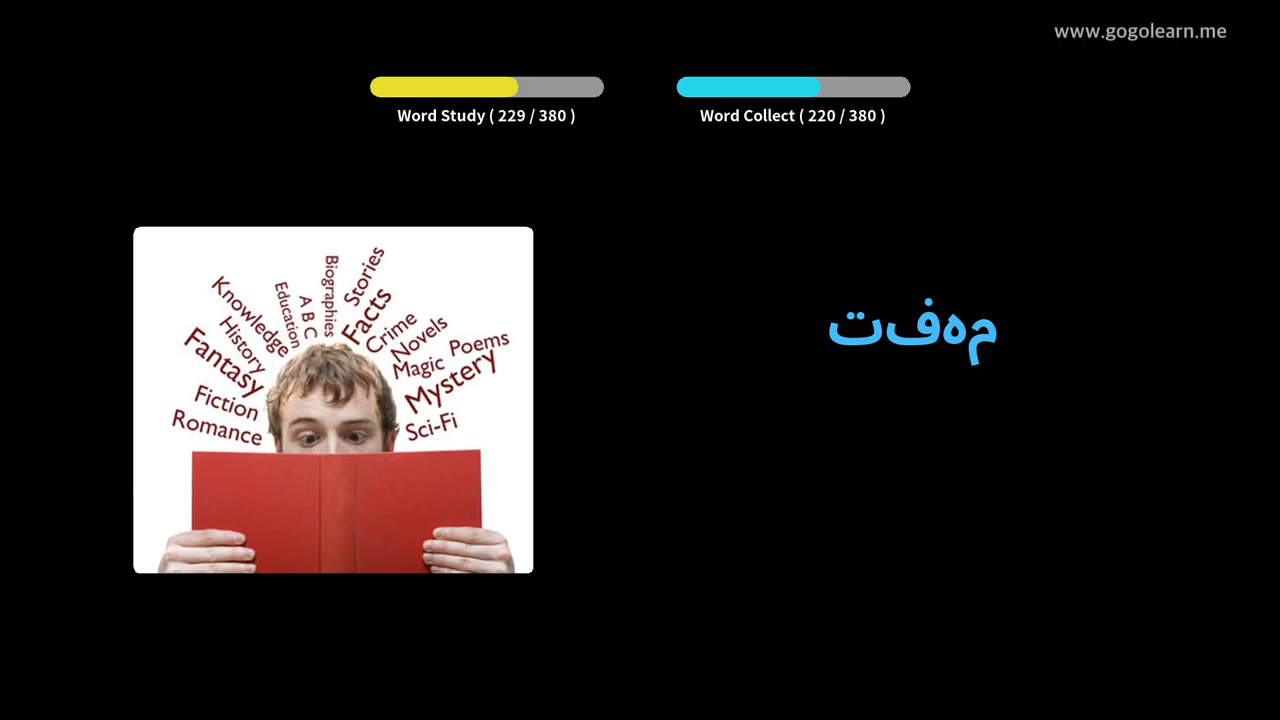 www.gogolearn.me
Word Study ( 229 / 380 )
Word Collect ( 220 / 380 )
Biographies
Stories
Education
A B C
Facts
Knowledge
Crime
History
Novels
Fantasy
Magic
Poems
Mystery
Fiction
Romance
Sci-Fi
مهفت